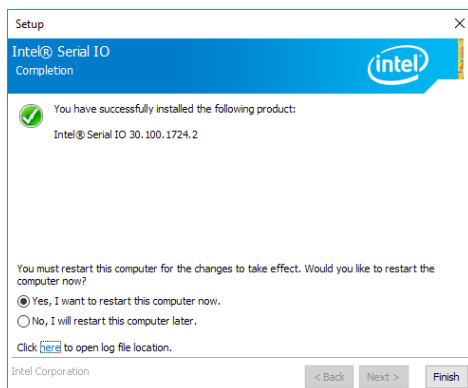 Setup
Intel® Serial IO
Completion
intel
You have successfully installed the following product:
Intel® Serial IO 30.100.1724.2
You must restart this computer for the changes to take effect. Would you like to restart the
computer now?
Yes, I want to restart this computer now.
No, I will restart this computer later.
Click here to open log file location.
Intel Corporation
< Back Next > Finish